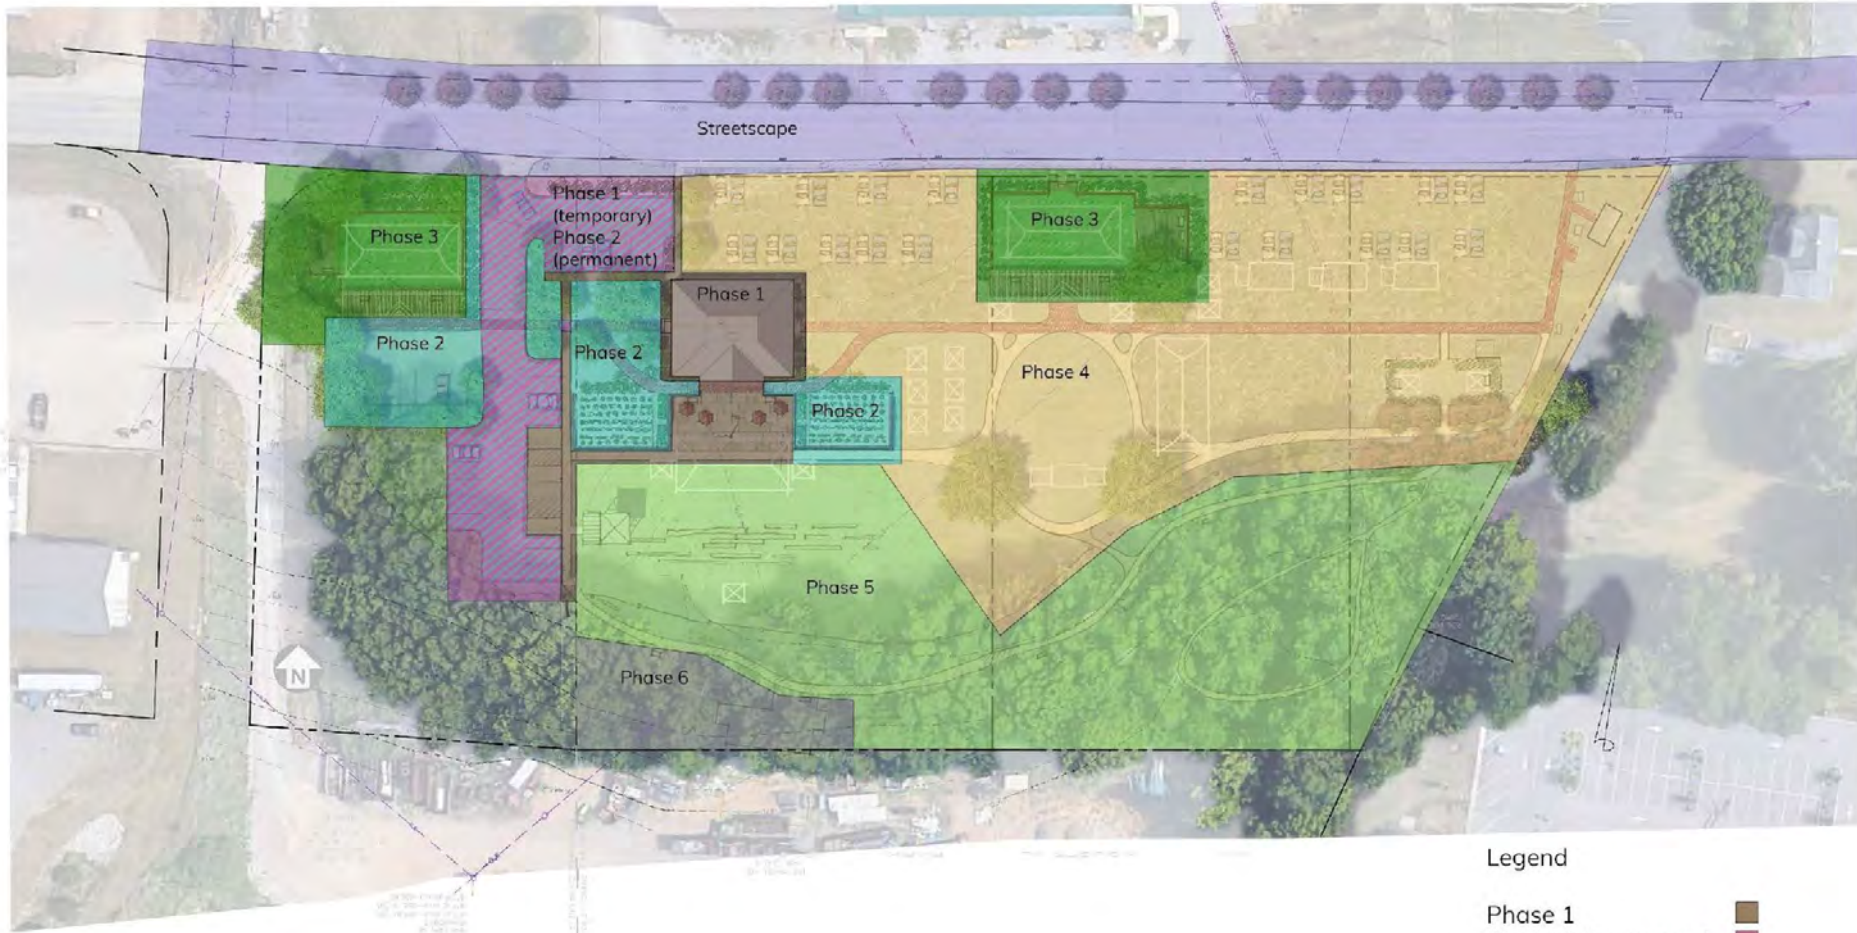 Streetscape
Phase 1
(temporary)
Phase 2
(permanent)
Phase 3
Phase 3
Phase 1
Phase 2
Phase 2
Phase 4
Phase 2
Phase 5
Phase 6
N
Legend
Phase 1